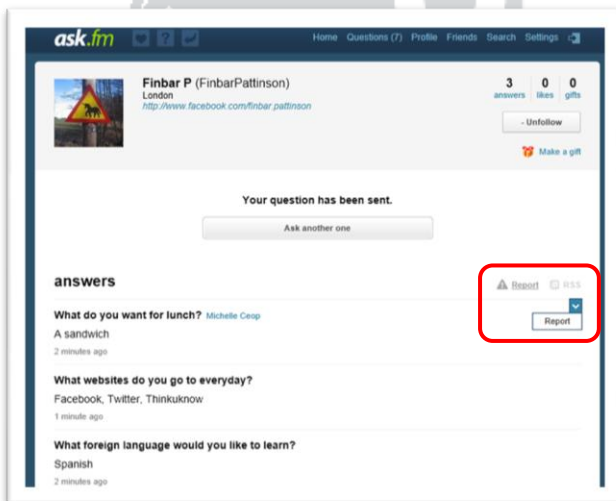 ask.fm
Home Questions (7) Profile Friends Search Settings
Finbar P (FinbarPattinson)
London
http://www.facebook.com/finbar.pattinson
3 0 0
answers likes gifts
- Unfollow
Make a gift
Your question has been sent.
Ask another one
answers
Report RSS
What do you want for lunch? Michelle Ceop
Report
A sandwich
2 minutes ago
What websites do you go to everyday?
Facebook, Twitter, Thinkuknow
1 minute ago
What foreign language would you like to learn?
Spanish
2 minutes ago